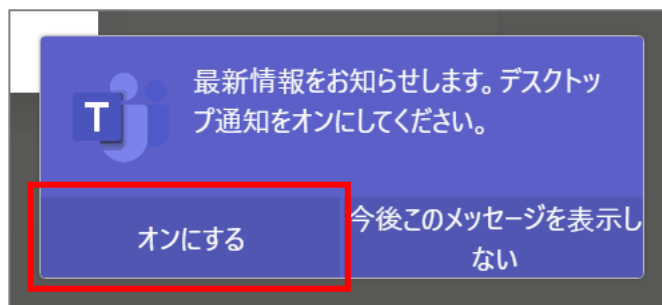 最新情報をお知らせします。デスクトッ
プ通知をオンにしてください。
T
オンにする
今後このメッセージを表示し
ない